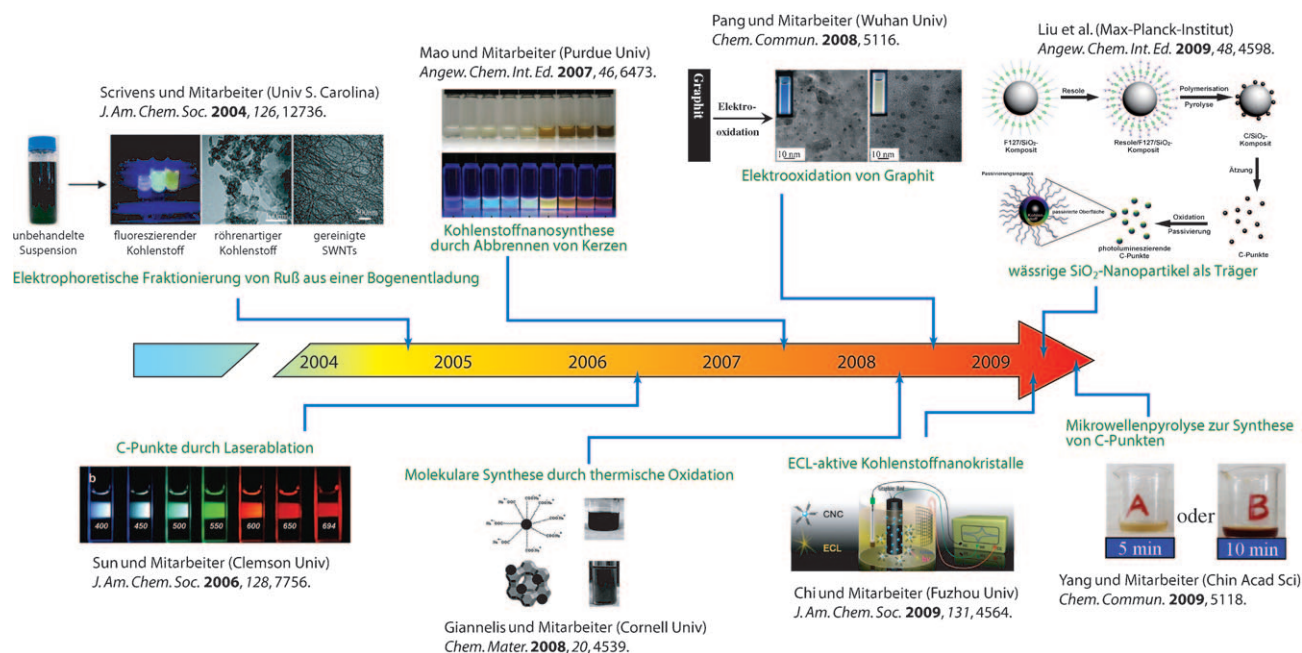 Scrivens und Mitarbeiter (Univ S. Carolina)
J. Am. Chem. Soc. 2004, 126, 12736.
50 nm
unbehandelte
Suspension
fluoreszierender
Kohlenstoff
röhrenartiger
Kohlenstoff
gereinigte
SWNTs
Elektrophoretische Fraktionierung von Ruß aus einer Bogenentladung
Mao und Mitarbeiter (Purdue Univ)
Angew. Chem. Int. Ed. 2007, 46, 6473.
Kohlenstoffnanosynthese
durch Abbrennen von Kerzen
Pang und Mitarbeiter (Wuhan Univ)
Chem. Commun. 2008, 5116.
Graphit
Elektro-
oxidation
10 nm
10 nm
Elektrooxidation von Graphit
Liu et al. (Max-Planck-Institut)
Angew. Chem. Int. Ed. 2009, 48, 4598.
Resole
Polymerisation
Pyrolyse
F127/SiO2-
Komposit
Resole/F127/SiO2-
Komposit
C/SiO2-
Komposit
Ätzung
Passivierungsreagens
passivierte Oberfläche
Oxidation
Passivierung
photolumineszierende
C-Punkte
C-Punkte
wässrige SiO2-Nanopartikel als Träger
2004
2005
2006
2007
2008
2009
C-Punkte durch Laserablation
b
400
450
500
550
600
650
694
Sun und Mitarbeiter (Clemson Univ)
J. Am. Chem. Soc. 2006, 128, 7756.
Molekulare Synthese durch thermische Oxidation
Giannelis und Mitarbeiter (Cornell Univ)
Chem. Mater. 2008, 20, 4539.
ECL-aktive Kohlenstoffnanokristalle
Graphite Rod
CNC
ECL
Chi und Mitarbeiter (Fuzhou Univ)
J. Am. Chem. Soc. 2009, 131, 4564.
Mikrowellenpyrolyse zur Synthese
von C-Punkten
A
oder
B
5 min
10 min
Yang und Mitarbeiter (Chin Acad Sci)
Chem. Commun. 2009, 5118.